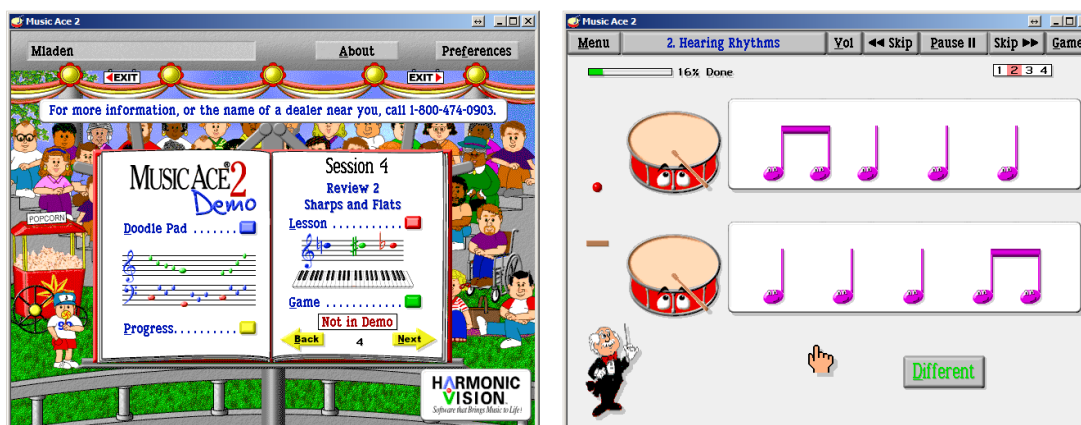 Music Ace 2
Mladen
About
Preferences
EXIT
EXIT
For more information, or the name of a dealer near you, call 1-800-474-0903.
POPCORN
MUSIC ACE® 2
Demo
Doodle Pad . . . . . . .
Progress. . . . . . . . . .
Session 4
Review 2
Sharps and Flats
Lesson . . . . . . . . . . .
Game . . . . . . . . . . . .
Not in Demo
Back
4
Next
HARMONIC
VISION
Software that Brings Music to Life!
Music Ace 2
Menu
2. Hearing Rhythms
Vol
Skip
Pause
Skip
Game
16% Done
1 2 3 4
Different